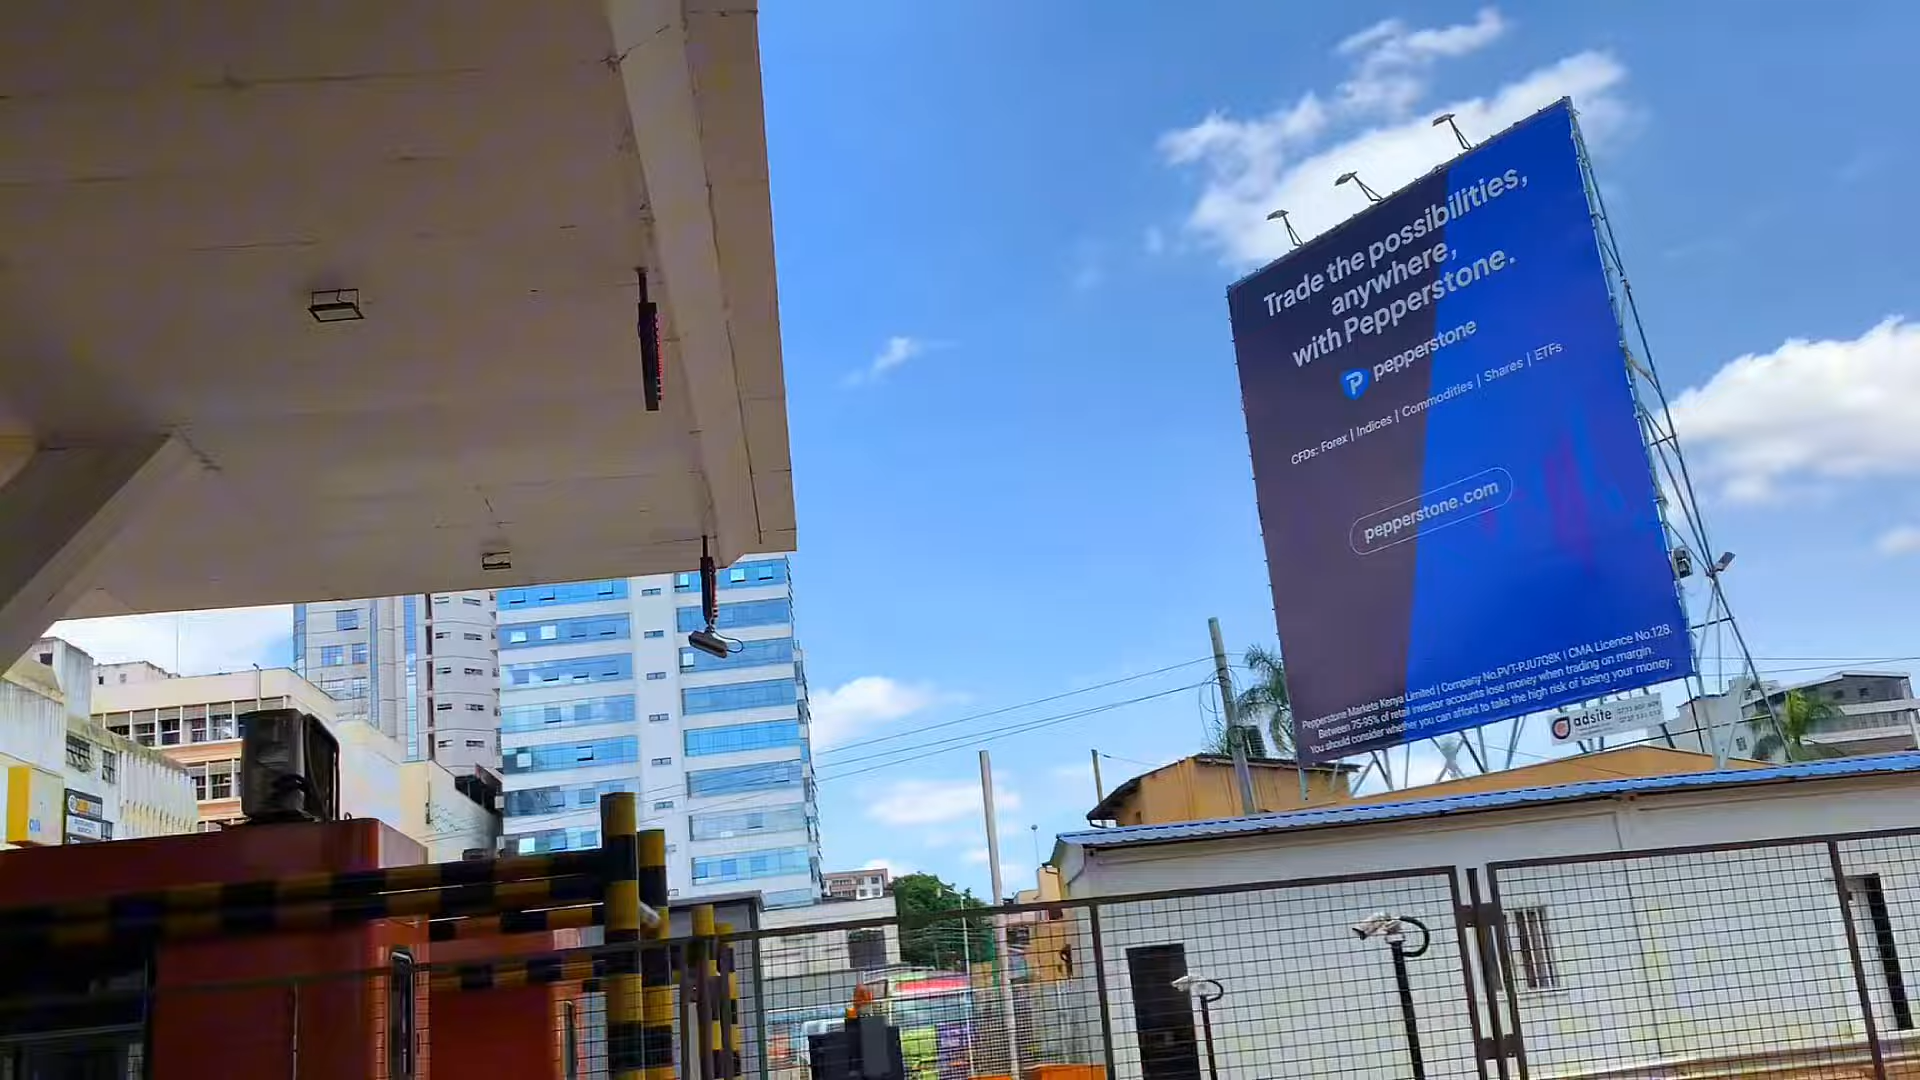 Trade the possibilities,
anywhere,
with Pepperstone.
pepperstone
CFDs: Forex | Indices | Commodities | Shares | ETFs
pepperstone.com
Pepperstone Markets Kenya Limited | Company No.PVT-PJU7Q8K | CMA Licence No.128.
Between 75-95% of retail investor accounts lose money when trading on margin.
You should consider whether you can afford to take the high risk of losing your money.
adsite